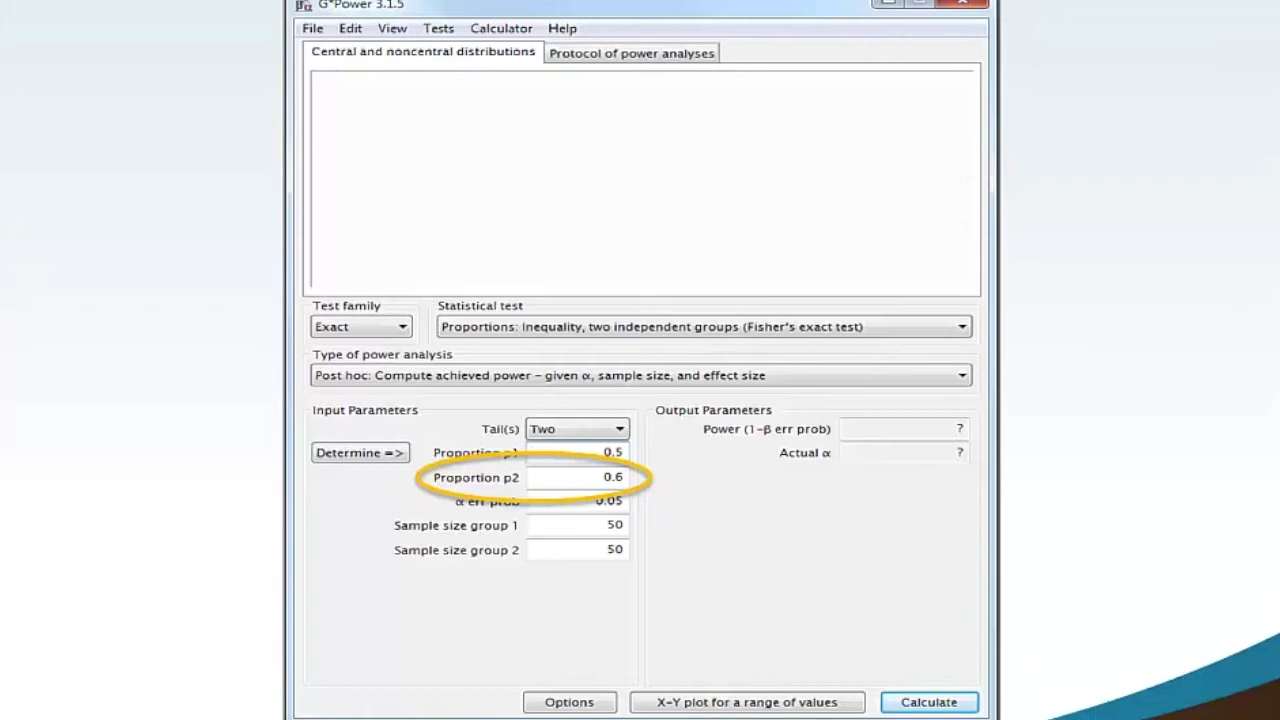 G*Power 3.1.5
File Edit View Tests Calculator Help
Central and noncentral distributions Protocol of power analyses
Test family Statistical test
Exact Proportions: Inequality, two independent groups (Fisher's exact test)
Type of power analysis
Post hoc: Compute achieved power – given α, sample size, and effect size
Input Parameters Output Parameters
Tail(s) Two Power (1-β err prob) ?
Determine => Proportion p1 0.5 Actual α ?
Proportion p2 0.6
α err prob 0.05
Sample size group 1 50
Sample size group 2 50
Options X-Y plot for a range of values Calculate